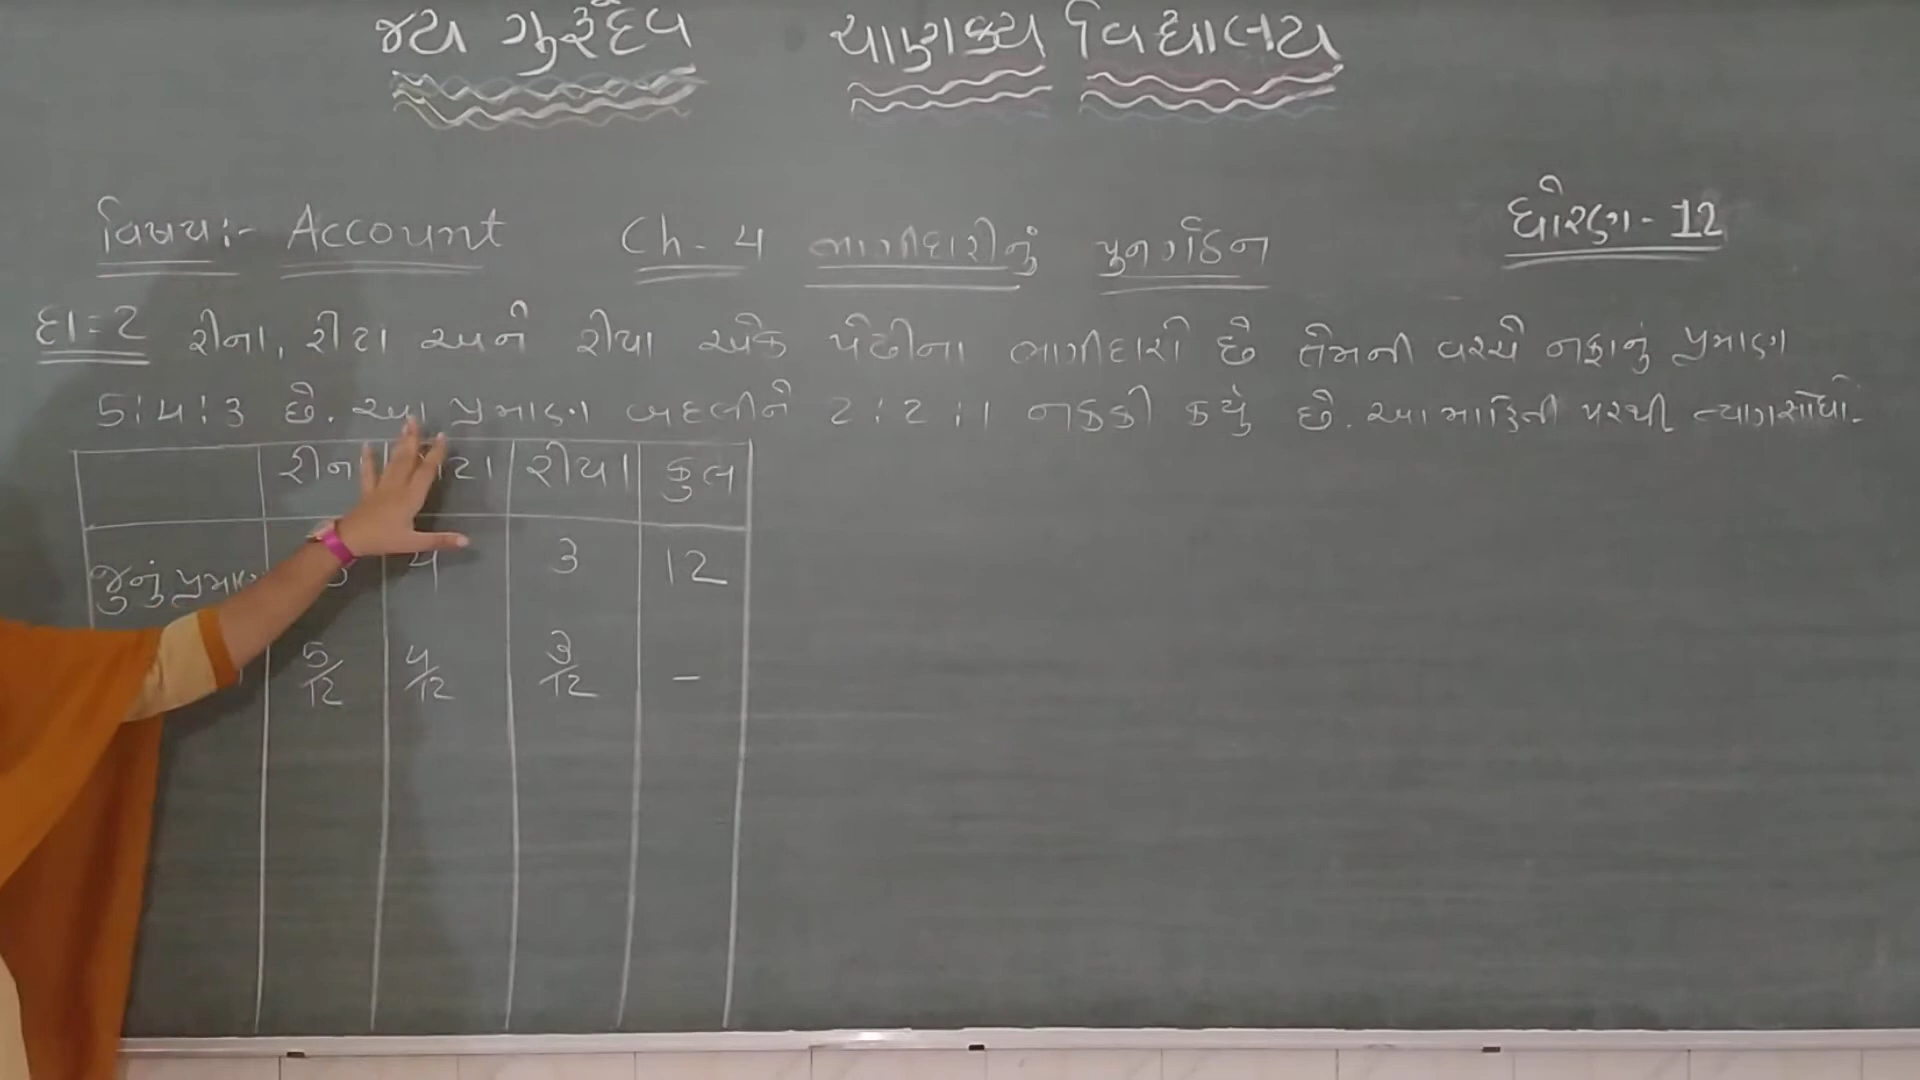 જય ગુરૂદેવ ચાણક્ય વિદ્યાલય
વિષય:- Account Ch - 4 ભાગીદારીનું પુનર્ગઠન ધોરણ - 12
દા=2 રીના, રીટા અને રીયા એક પેઢીના ભાગીદારો છે તેમની વચ્ચે નફાનું પ્રમાણ
5:4:3 છે. આ પ્રમાણ બદલીને 2:2:1 નક્કી કર્યું છે. આ માહિતી પરથી ત્યાગ શોધો.
રીના ટા રીયા કુલ
જુનું પ્રમાણ 4 3 12
5/12 4/12 3/12 -